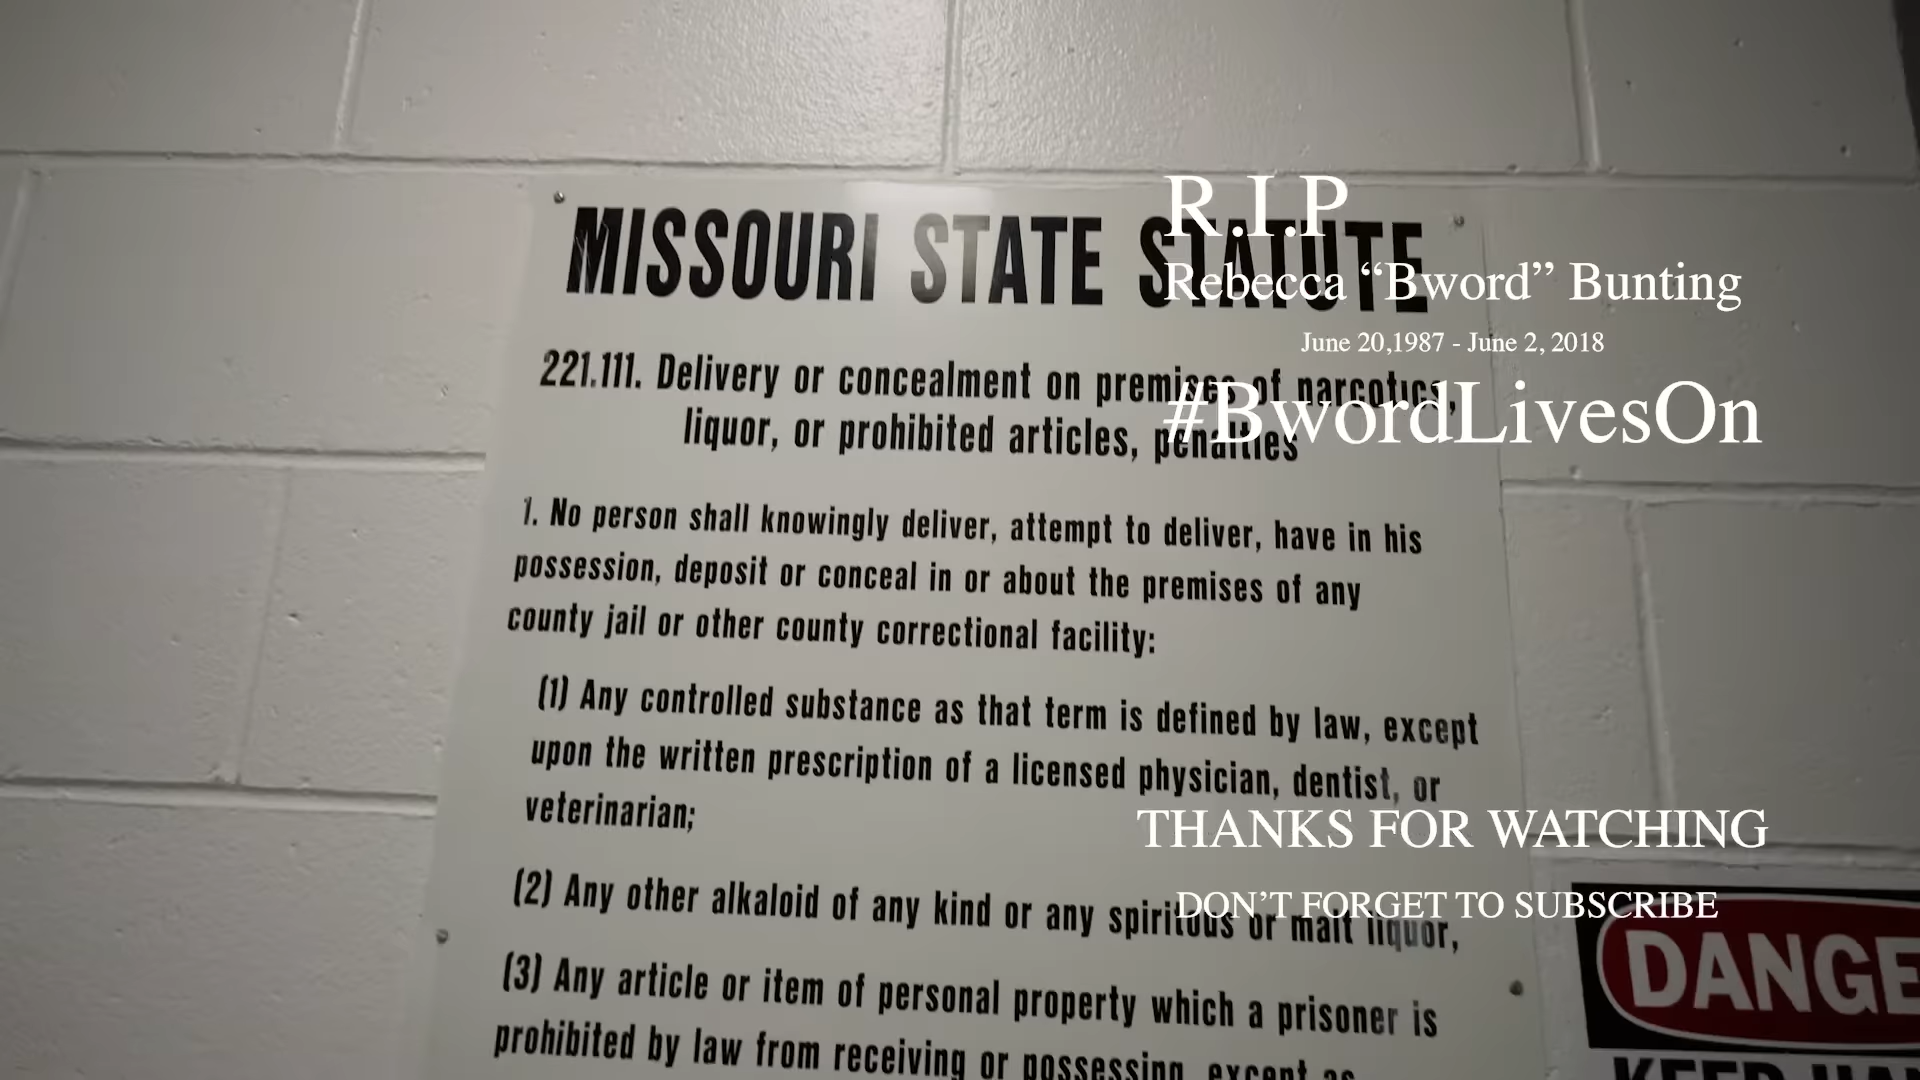 MISSOURI STATE STATUTE
221.111. Delivery or concealment on premises of narcotics,
liquor, or prohibited articles, penalties
1. No person shall knowingly deliver, attempt to deliver, have in his
possession, deposit or conceal in or about the premises of any
county jail or other county correctional facility:
(1) Any controlled substance as that term is defined by law, except
upon the written prescription of a licensed physician, dentist, or
veterinarian;
(2) Any other alkaloid of any kind or any spiritous or malt liquor,
(3) Any article or item of personal property which a prisoner is
prohibited by law from receiving or possessing, except as
R.I.P
Rebecca “Bword” Bunting
June 20,1987 - June 2, 2018
#BwordLivesOn
THANKS FOR WATCHING
DON’T FORGET TO SUBSCRIBE
DANGE
KEEP HA